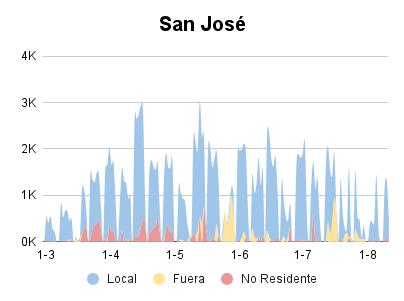 San José
4K
3K
2K
1K
0K
1-3 1-4 1-5 1-6 1-7 1-8
Local Fuera No Residente